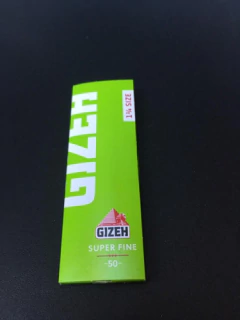 GIZEH
1¼ SIZE
GIZEH
SUPER FINE
-50-